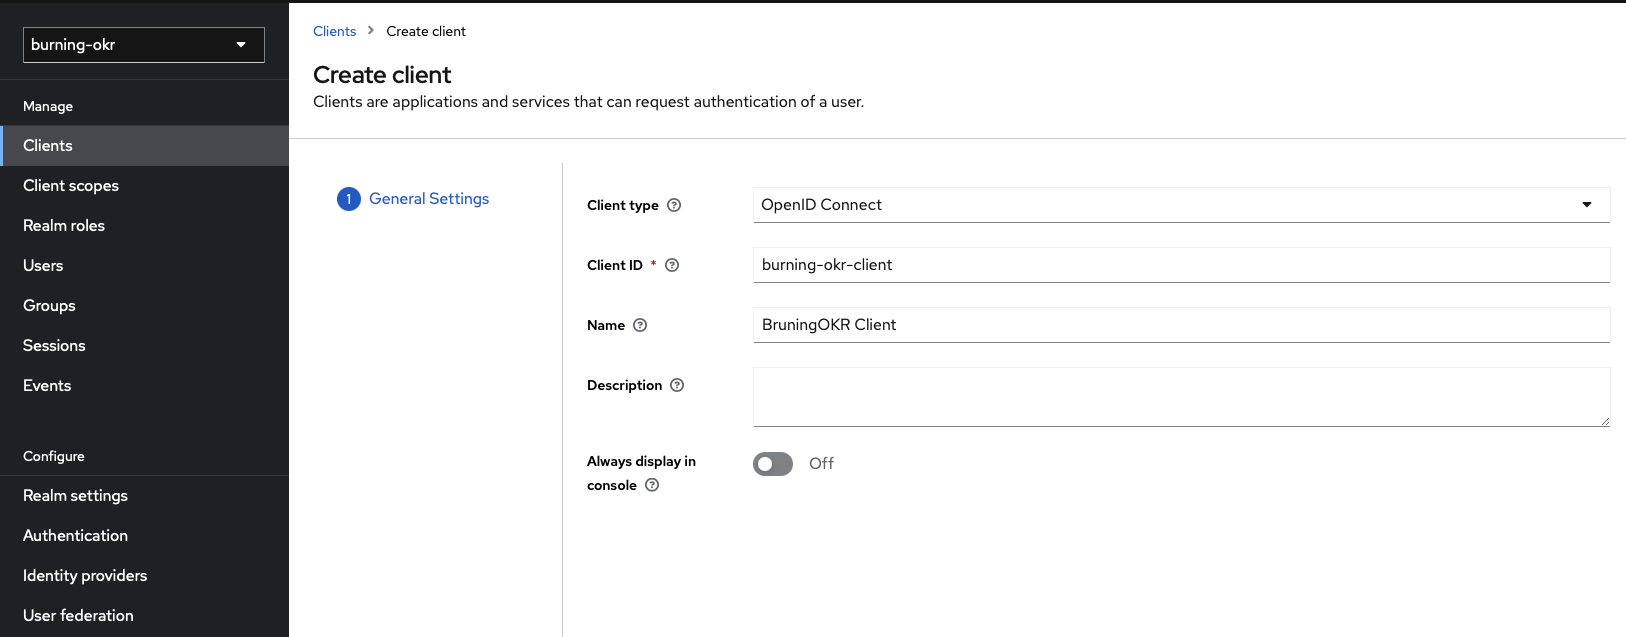 burning-okr
Manage
Clients
Client scopes
Realm roles
Users
Groups
Sessions
Events
Configure
Realm settings
Authentication
Identity providers
User federation
Clients > Create client
Create client
Clients are applications and services that can request authentication of a user.
1 General Settings
Client type ? OpenID Connect
Client ID * ? burning-okr-client
Name ? BruningOKR Client
Description ?
Always display in
console ?
Off